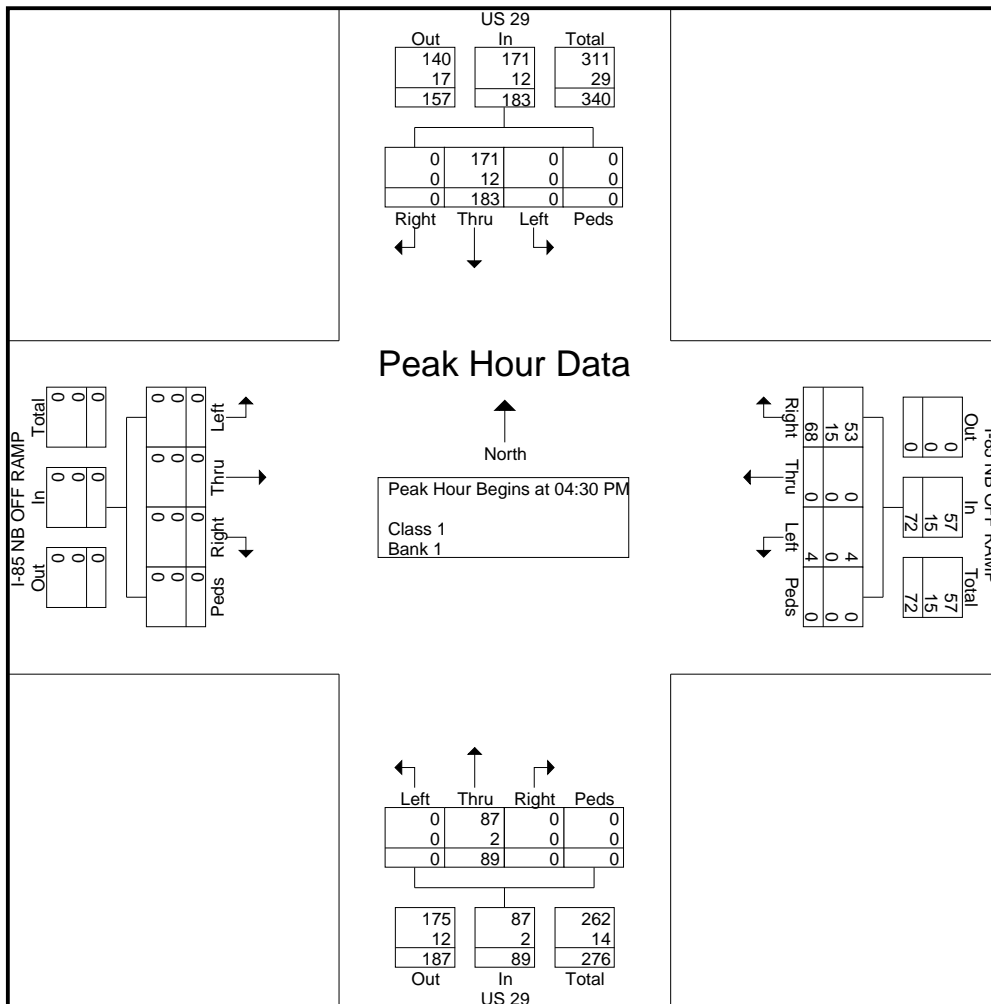 US 29
Out In Total
140 171 311
17 12 29
157 183 340
0 171 0 0
0 12 0 0
0 183 0 0
Right Thru Left Peds
Peak Hour Data
North
Peak Hour Begins at 04:30 PM
Class 1
Bank 1
I-85 NB OFF RAMP
Out In Total
0 0 0
0 0 0
0 0 0
Left Thru Right Peds
0 0 0 0
0 0 0 0
0 0 0 0
I-85 NB OFF RAMP
Out In Total
0 57 57
0 15 15
0 72 72
53 0 4 0
15 0 0 0
68 0 4 0
Right Thru Left Peds
Left Thru Right Peds
0 87 0 0
0 2 0 0
0 89 0 0
175 87 262
12 2 14
187 89 276
Out In Total
US 29